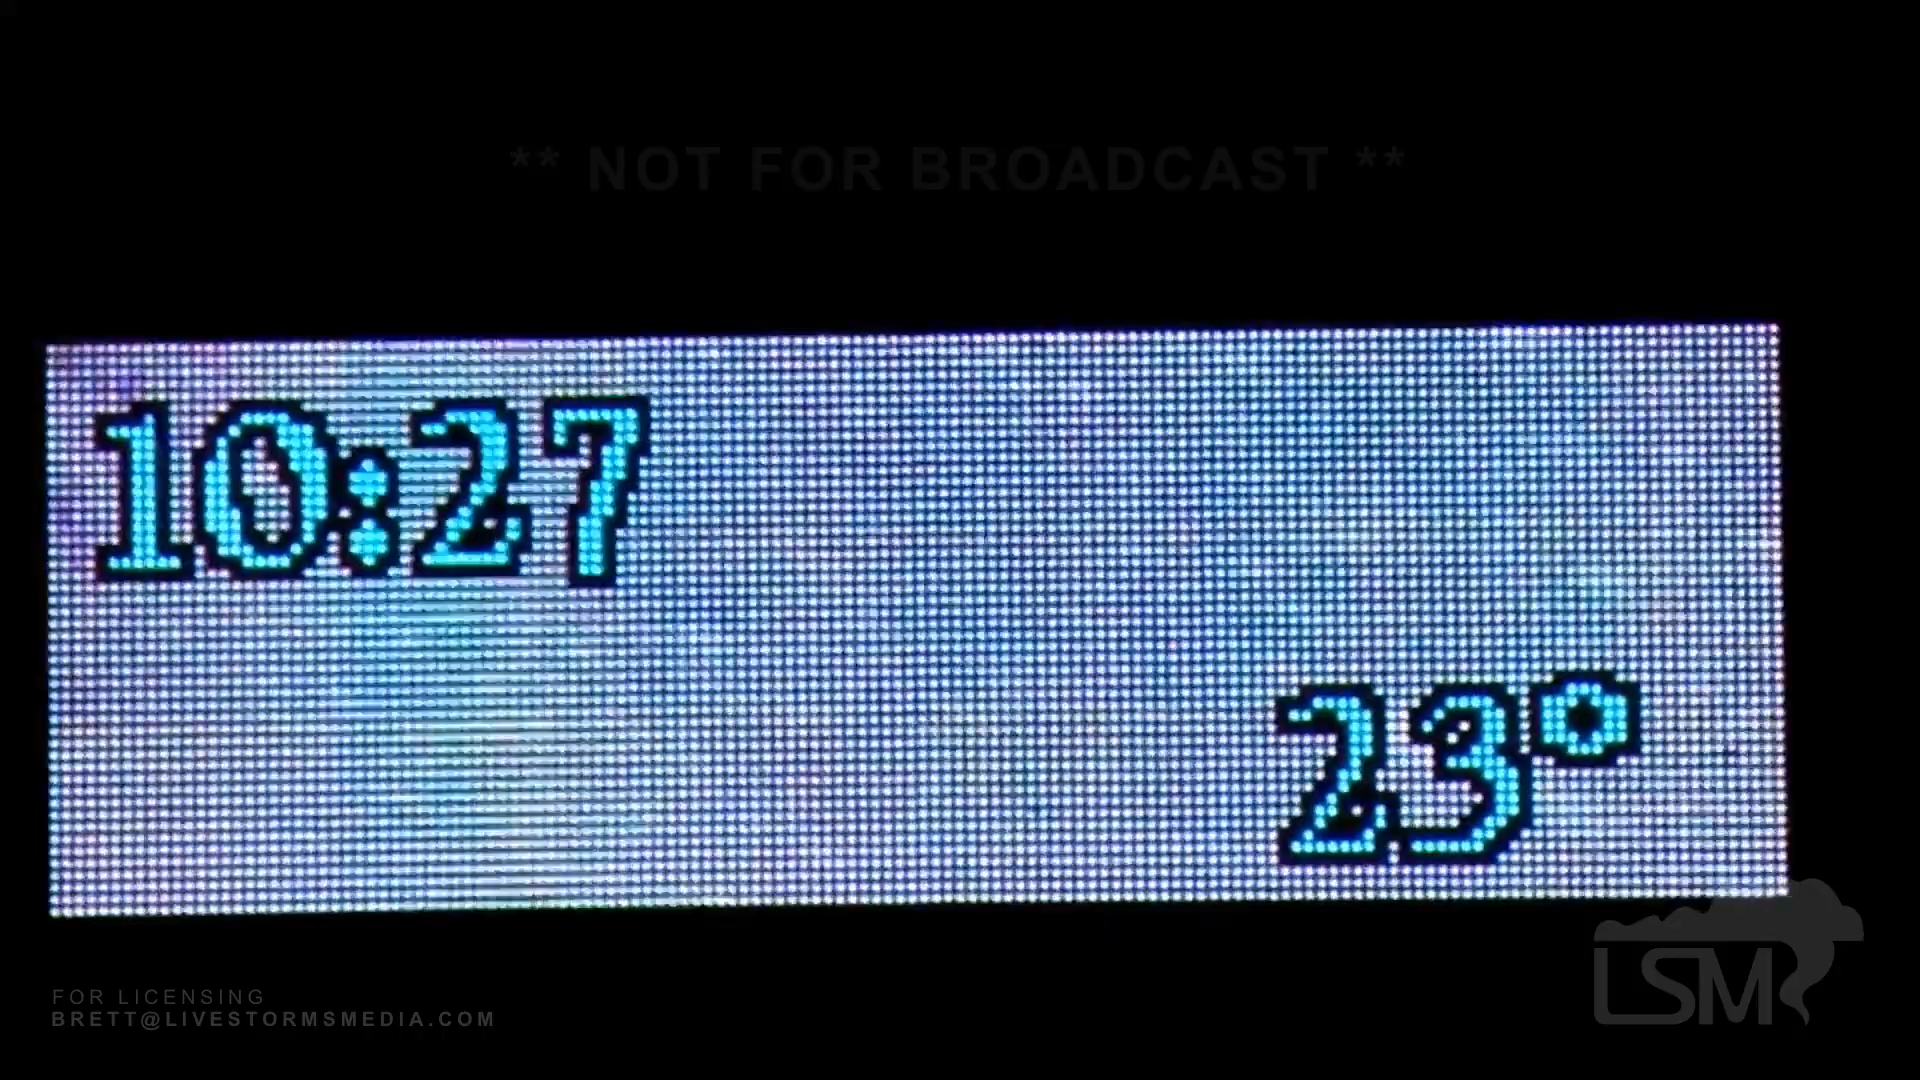 ** NOT FOR BROADCAST **
10:27
23°
FOR LICENSING
BRETT@LIVESTORMSMEDIA.COM
LSM